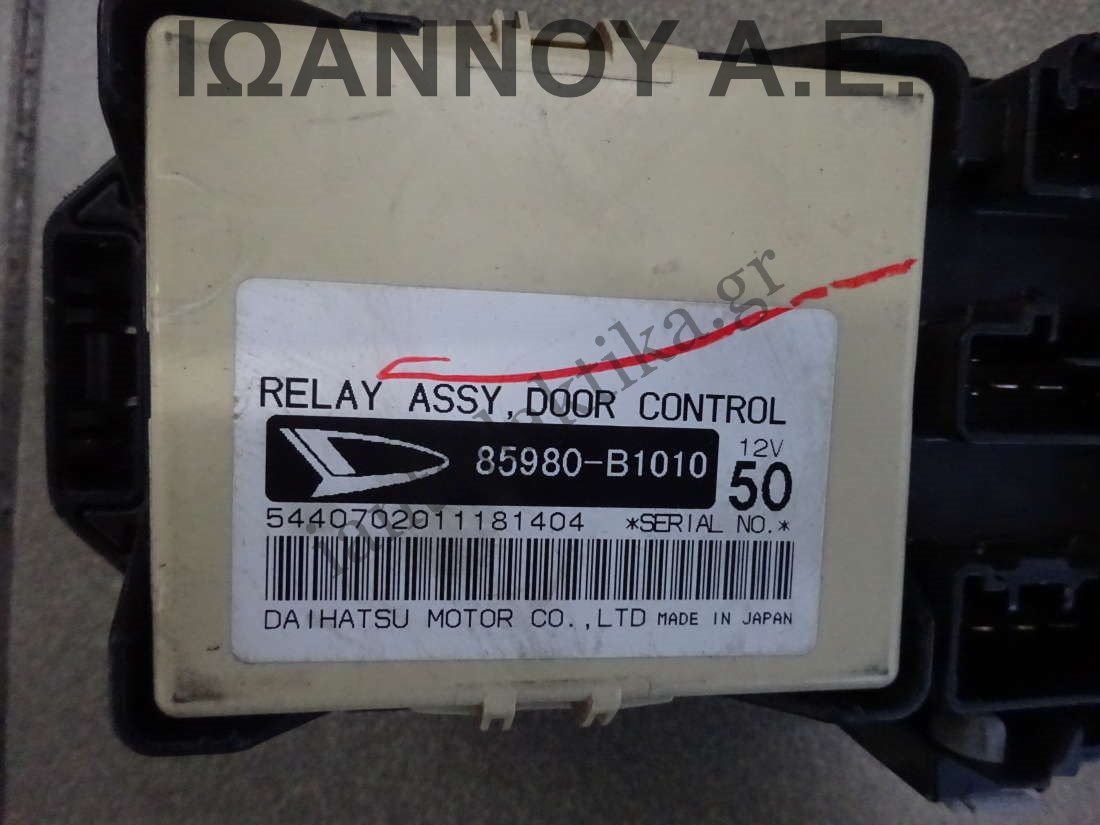 ΙΩΑΝΝΟΥ Α.Ε.
RELAY ASSY, DOOR CONTROL
85980-B1010
12V
50
5440702011181404 *SERIAL NO.*
DAIHATSU MOTOR CO.,LTD MADE IN JAPAN